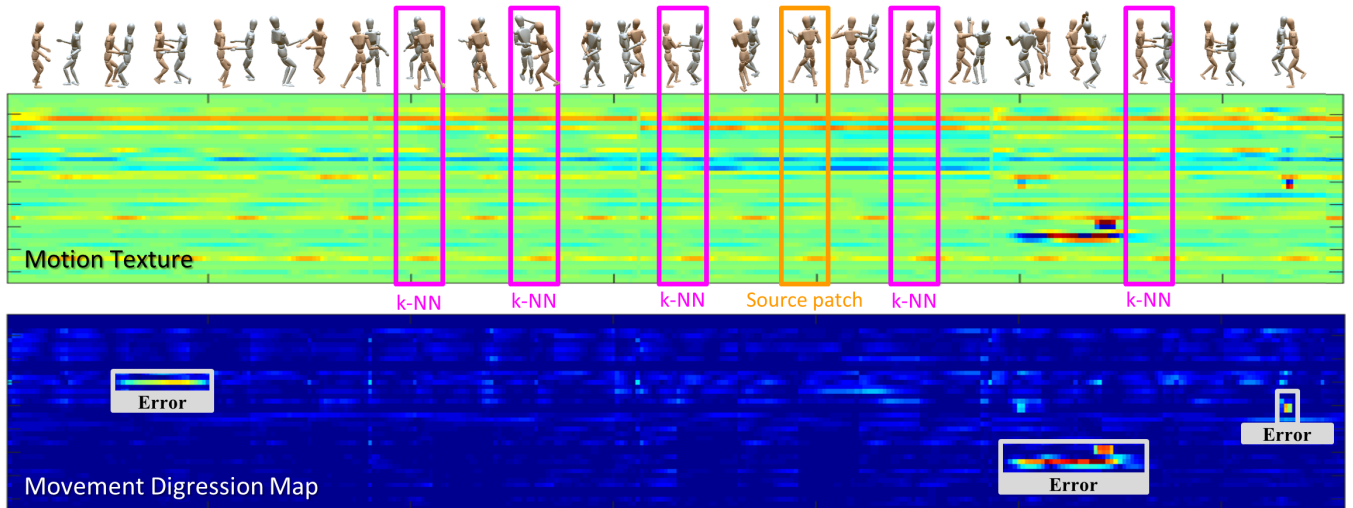 Motion Texture
k-NN
k-NN
k-NN
Source patch
k-NN
k-NN
Error
Error
Error
Movement Digression Map